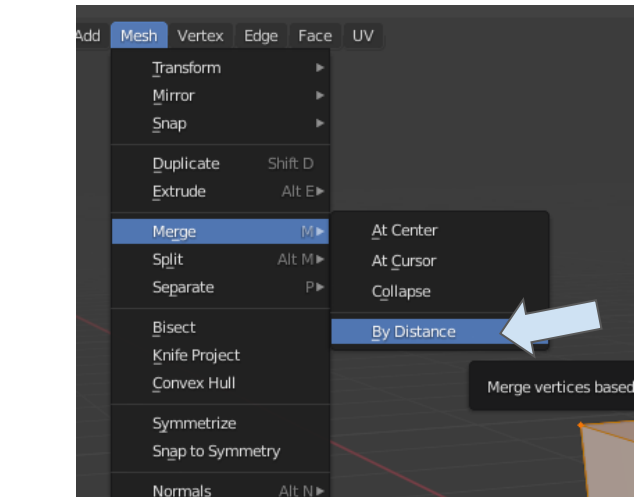 Add Mesh Vertex Edge Face UV
Transform
Mirror
Snap
Duplicate Shift D
Extrude Alt E
Merge M
At Center
Split Alt M
At Cursor
Separate P
Collapse
Bisect
By Distance
Knife Project
Convex Hull
Merge vertices based
Symmetrize
Snap to Symmetry
Normals Alt N